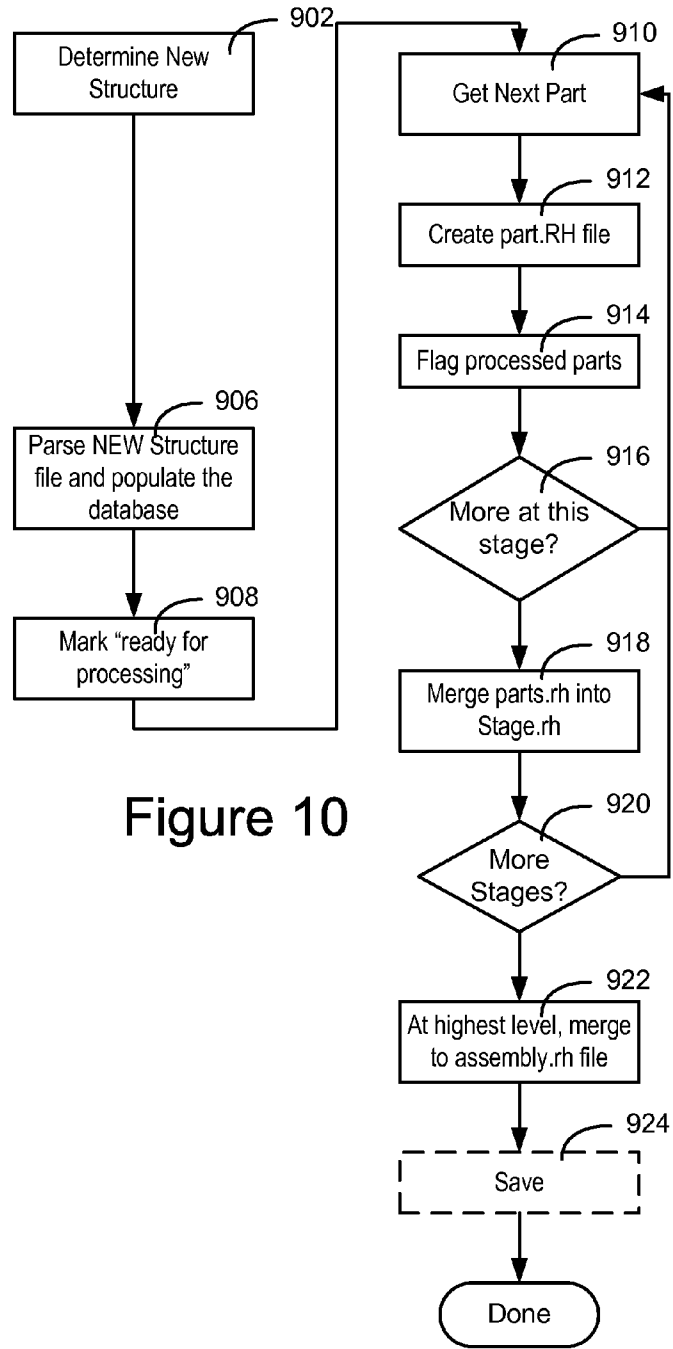 902
Determine New
Structure
906
Parse NEW Structure
file and populate the
database
908
Mark “ready for
processing”
Figure 10
910
Get Next Part
912
Create part.RH file
914
Flag processed parts
916
More at this
stage?
918
Merge parts.rh into
Stage.rh
920
More
Stages?
922
At highest level, merge
to assembly.rh file
924
Save
Done